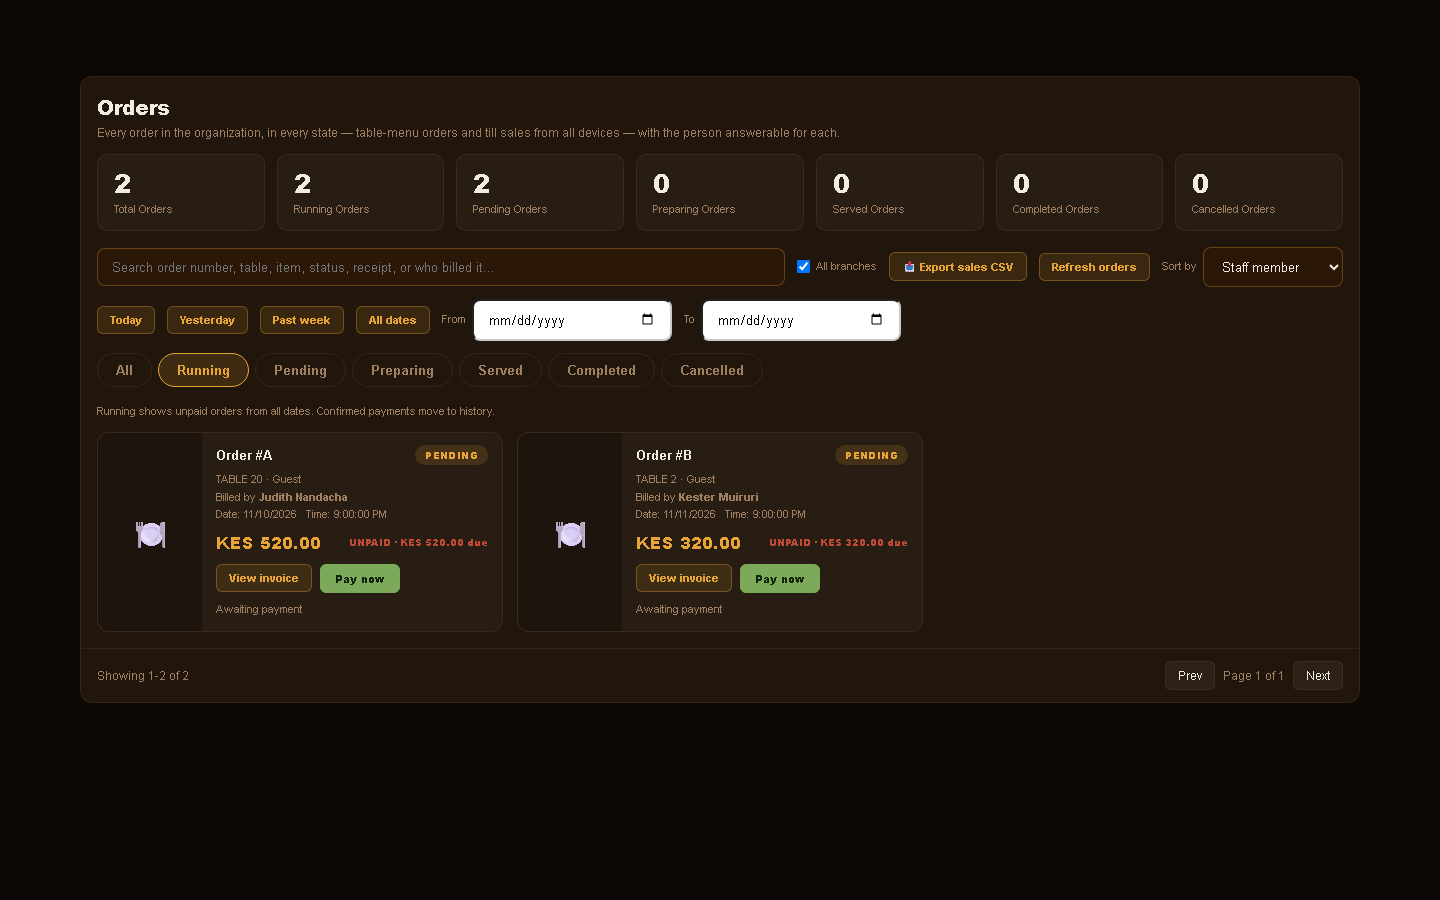 Orders
Every order in the organization, in every state — table-menu orders and till sales from all devices — with the person answerable for each.
2
Total Orders
2
Running Orders
2
Pending Orders
0
Preparing Orders
0
Served Orders
0
Completed Orders
0
Cancelled Orders
Search order number, table, item, status, receipt, or who billed it...
All branches
Export sales CSV
Refresh orders
Sort by
Staff member
Today
Yesterday
Past week
All dates
From
mm/dd/yyyy
To
mm/dd/yyyy
All
Running
Pending
Preparing
Served
Completed
Cancelled
Running shows unpaid orders from all dates. Confirmed payments move to history.
Order #A
PENDING
TABLE 20 · Guest
Billed by Judith Nandacha
Date: 11/10/2026 Time: 9:00:00 PM
KES 520.00
UNPAID · KES 520.00 due
View invoice
Pay now
Awaiting payment
Order #B
PENDING
TABLE 2 · Guest
Billed by Kester Muiruri
Date: 11/11/2026 Time: 9:00:00 PM
KES 320.00
UNPAID · KES 320.00 due
View invoice
Pay now
Awaiting payment
Showing 1-2 of 2
Prev
Page 1 of 1
Next